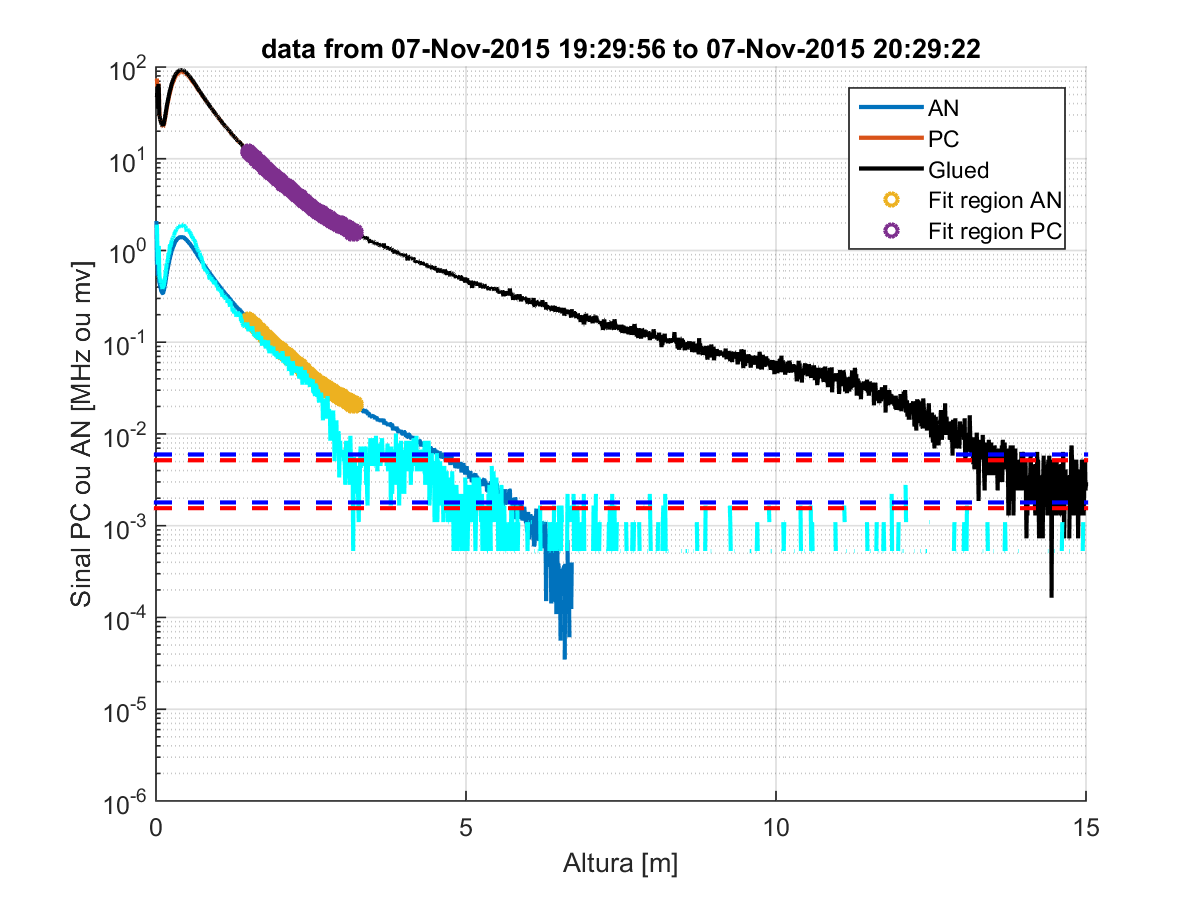 data from 07-Nov-2015 19:29:56 to 07-Nov-2015 20:29:22
AN
PC
Glued
Fit region AN
Fit region PC
Sinal PC ou AN [MHz ou mv]
10^2
10^1
10^0
10^-1
10^-2
10^-3
10^-4
10^-5
10^-6
0 5 10 15
Altura [m]